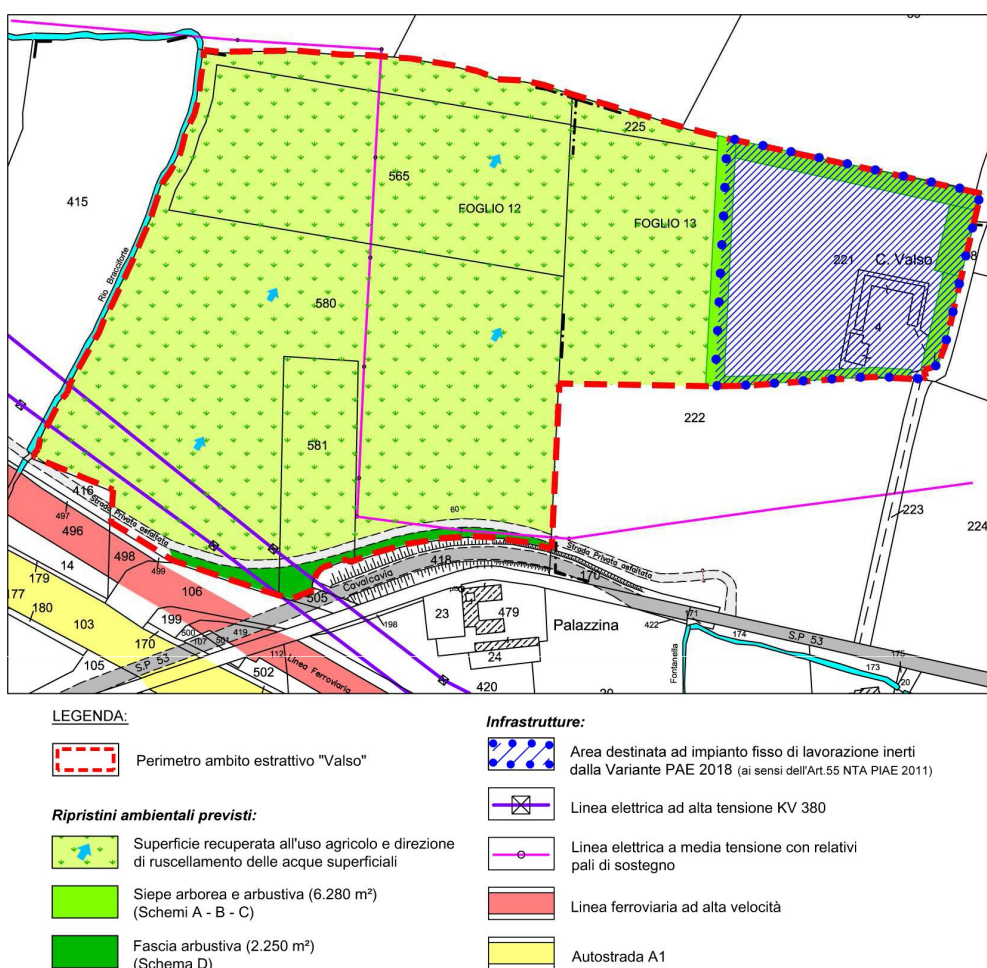 225
415
565
FOGLIO 12
FOGLIO 13
221
C. Valso
8
Rio Bracciforte
580
4
222
581
223
224
60
416
Strada Privata asfaltata
497
496
498
499
14
106
505
Cavalcavia
418
Strada Privata asfaltata
170
179
177
180
103
199
500
107
501
419
198
23
479
Palazzina
422
171
174
S.P. 53
170
105
S.P. 53
112
Linea Ferroviaria
502
24
420
Fontanella
173
175
20
LEGENDA:
Perimetro ambito estrattivo "Valso"
Ripristini ambientali previsti:
Superficie recuperata all'uso agricolo e direzione
di ruscellamento delle acque superficiali
Siepe arborea e arbustiva (6.280 m²)
(Schemi A - B - C)
Fascia arbustiva (2.250 m²)
(Schema D)
Infrastrutture:
Area destinata ad impianto fisso di lavorazione inerti
dalla Variante PAE 2018 (ai sensi dell'Art.55 NTA PIAE 2011)
Linea elettrica ad alta tensione KV 380
Linea elettrica a media tensione con relativi
pali di sostegno
Linea ferroviaria ad alta velocità
Autostrada A1